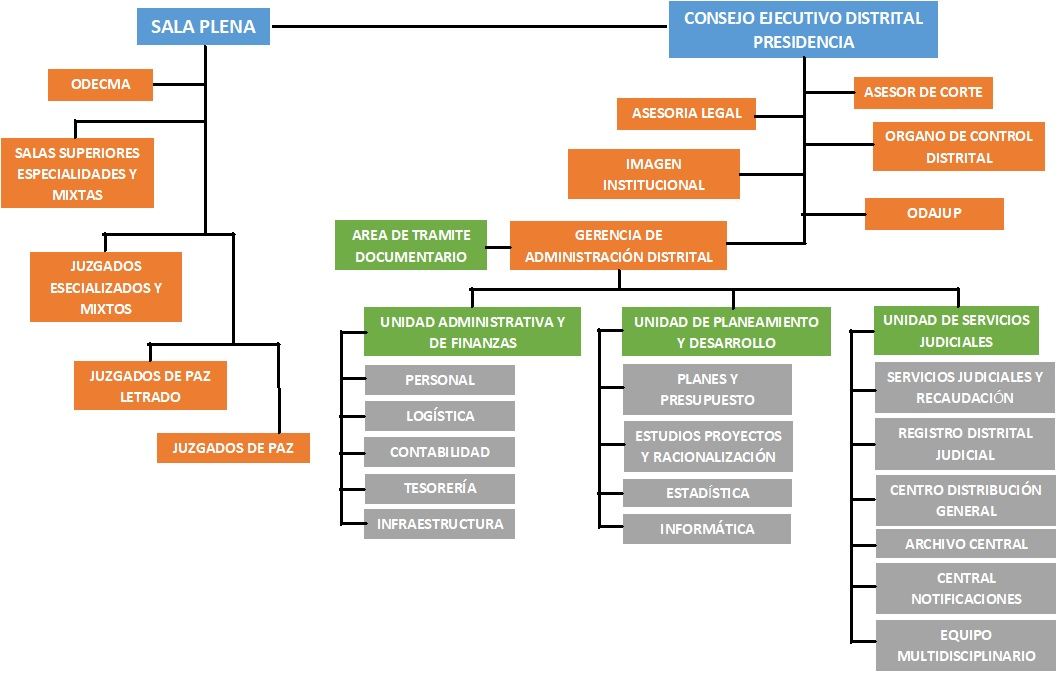 SALA PLENA
CONSEJO EJECUTIVO DISTRITAL
PRESIDENCIA
ODECMA
SALAS SUPERIORES
ESPECIALIDADES Y
MIXTAS
JUZGADOS
ESECIALIZADOS Y
MIXTOS
JUZGADOS DE PAZ
LETRADO
JUZGADOS DE PAZ
ASESOR DE CORTE
ASESORIA LEGAL
ORGANO DE CONTROL
DISTRITAL
IMAGEN
INSTITUCIONAL
ODAJUP
AREA DE TRAMITE
DOCUMENTARIO
GERENCIA DE
ADMINISTRACIÓN DISTRITAL
UNIDAD ADMINISTRATIVA Y
DE FINANZAS
PERSONAL
LOGÍSTICA
CONTABILIDAD
TESORERÍA
INFRAESTRUCTURA
UNIDAD DE PLANEAMIENTO
Y DESARROLLO
PLANES Y
PRESUPUESTO
ESTUDIOS PROYECTOS
Y RACIONALIZACIÓN
ESTADÍSTICA
INFORMÁTICA
UNIDAD DE SERVICIOS
JUDICIALES
SERVICIOS JUDICIALES Y
RECAUDACIÓN
REGISTRO DISTRITAL
JUDICIAL
CENTRO DISTRIBUCIÓN
GENERAL
ARCHIVO CENTRAL
CENTRAL
NOTIFICACIONES
EQUIPO
MULTIDISCIPLINARIO